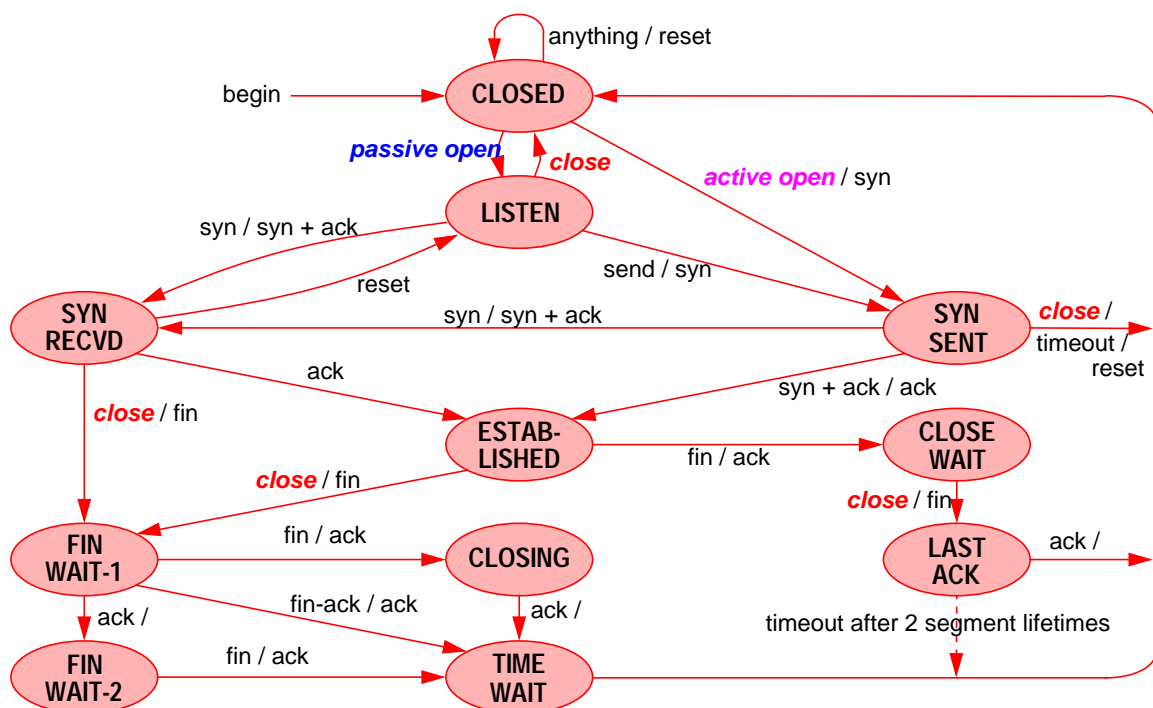 anything / reset
begin
CLOSED
passive open
close
active open / syn
LISTEN
syn / syn + ack
send / syn
reset
SYN
RECVD
syn / syn + ack
SYN
SENT
close /
timeout /
reset
ack
syn + ack / ack
close / fin
ESTAB-
LISHED
fin / ack
CLOSE
WAIT
close / fin
close / fin
FIN
WAIT-1
fin / ack
CLOSING
LAST
ACK
ack /
fin-ack / ack
ack /
ack /
timeout after 2 segment lifetimes
FIN
WAIT-2
fin / ack
TIME
WAIT